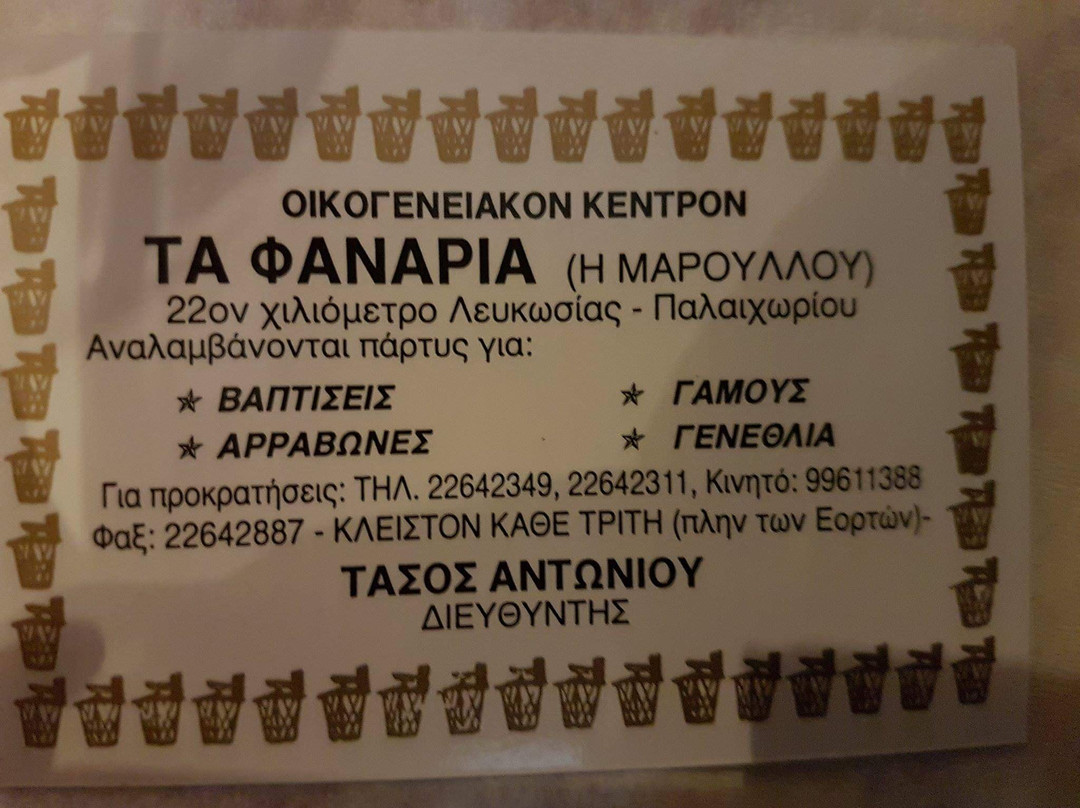 ΟΙΚΟΓΕΝΕΙΑΚΟΝ ΚΕΝΤΡΟΝ
ΤΑ ΦΑΝΑΡΙΑ (Η ΜΑΡΟΥΛΛΟΥ)
22ον χιλιόμετρο Λευκωσίας - Παλαιχωρίου
Αναλαμβάνονται πάρτυς για:
✯ ΒΑΠΤΙΣΕΙΣ ✯ ΓΑΜΟΥΣ
✯ ΑΡΡΑΒΩΝΕΣ ✯ ΓΕΝΕΘΛΙΑ
Για προκρατήσεις: ΤΗΛ. 22642349, 22642311, Κινητό: 99611388
Φαξ: 22642887 - ΚΛΕΙΣΤΟΝ ΚΑΘΕ ΤΡΙΤΗ (πλην των Εορτών)-
ΤΑΣΟΣ ΑΝΤΩΝΙΟΥ
ΔΙΕΥΘΥΝΤΗΣ